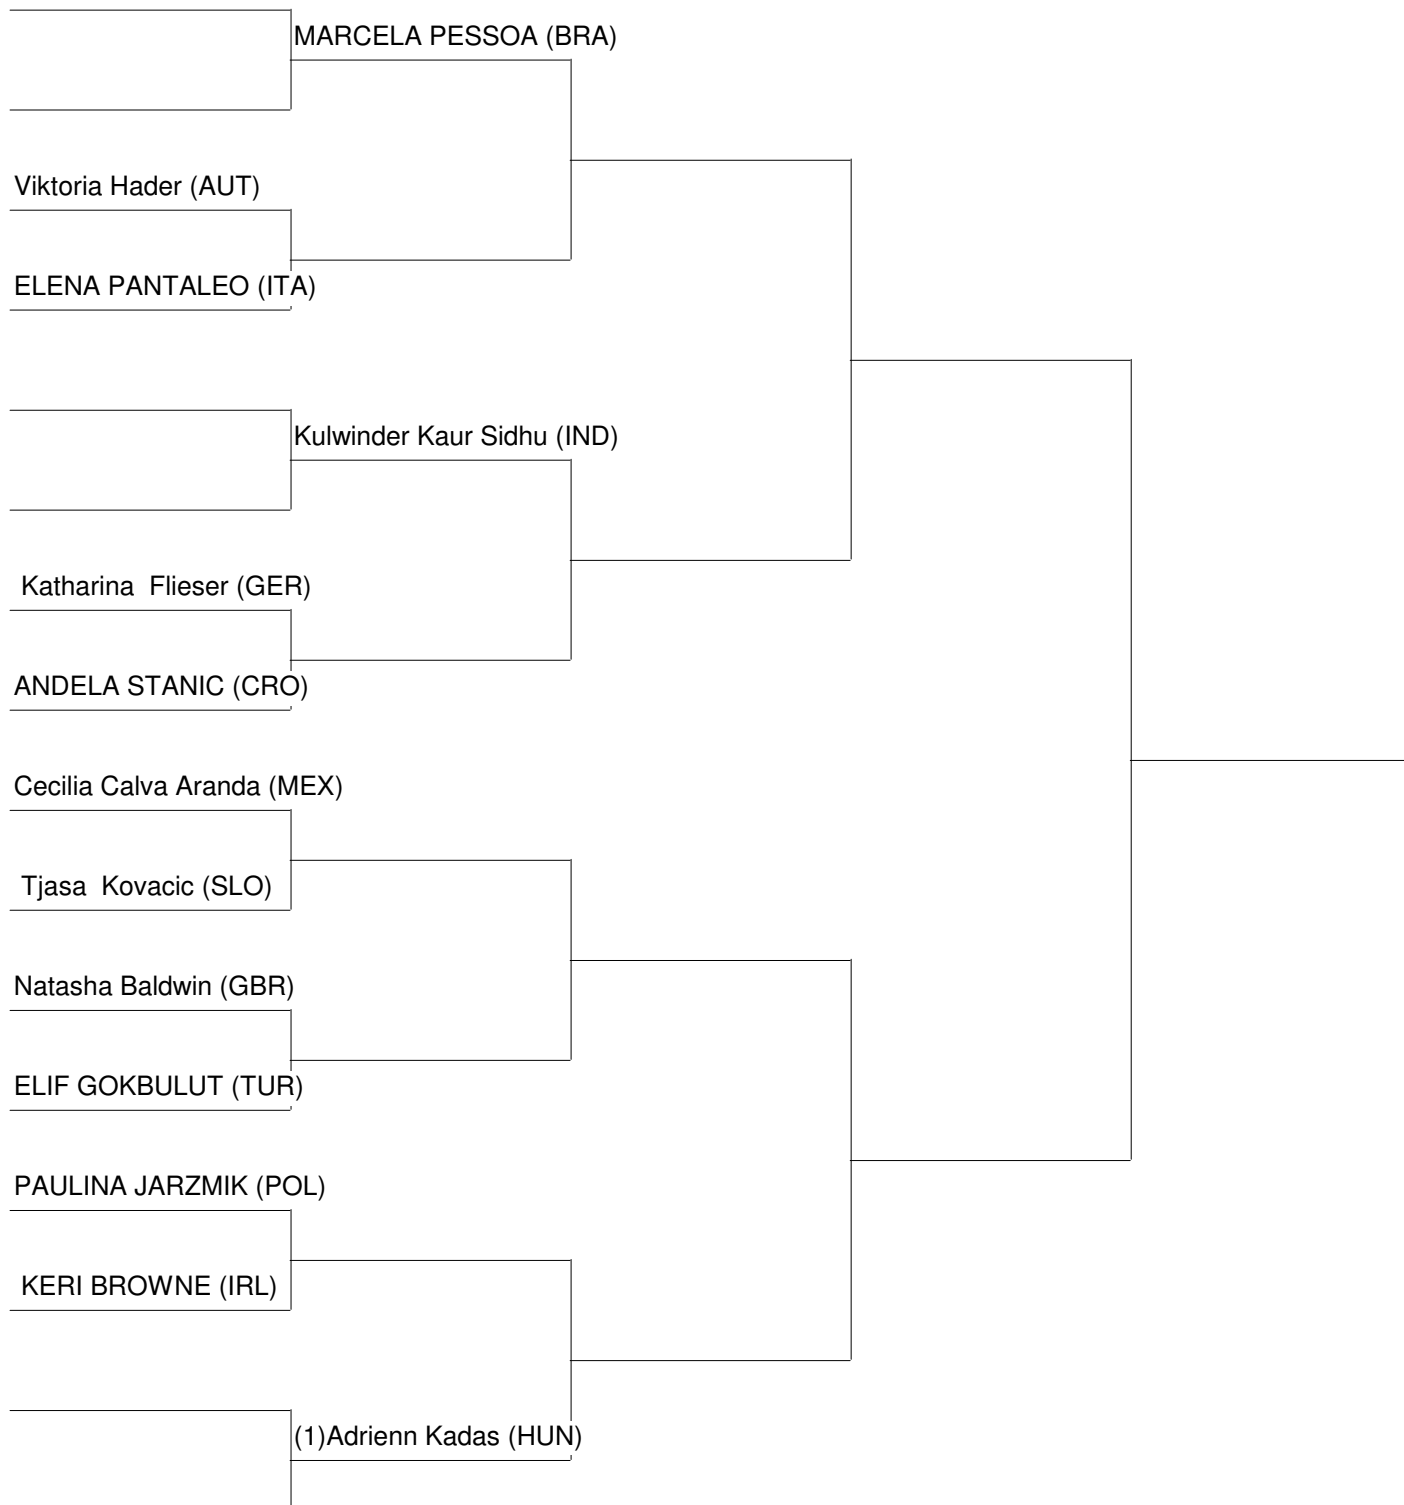 MARCELA PESSOA (BRA)
Viktoria Hader (AUT)
ELENA PANTALEO (ITA)
Kulwinder Kaur Sidhu (IND)
Katharina  Flieser (GER)
ANDELA STANIC (CRO)
Cecilia Calva Aranda (MEX)
Tjasa  Kovacic (SLO)
Natasha Baldwin (GBR)
ELIF GOKBULUT (TUR)
PAULINA JARZMIK (POL)
KERI BROWNE (IRL)
(1)Adrienn Kadas (HUN)